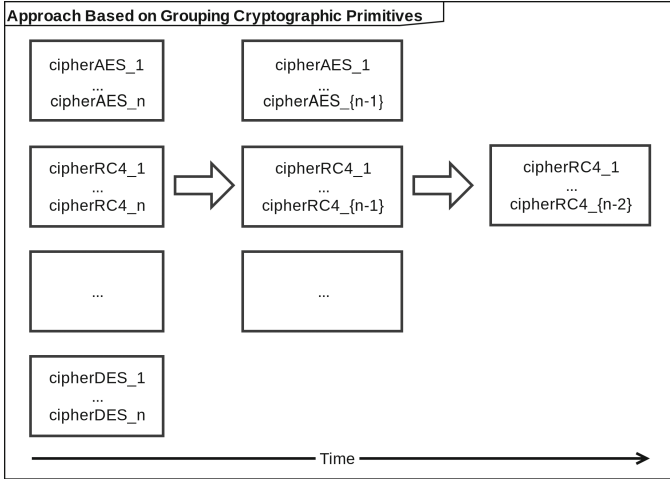 Approach Based on Grouping Cryptographic Primitives
cipherAES_1
...
cipherAES_n
cipherAES_1
...
cipherAES_{n-1}
cipherRC4_1
...
cipherRC4_n
cipherRC4_1
...
cipherRC4_{n-1}
cipherRC4_1
...
cipherRC4_{n-2}
...
...
cipherDES_1
...
cipherDES_n
Time